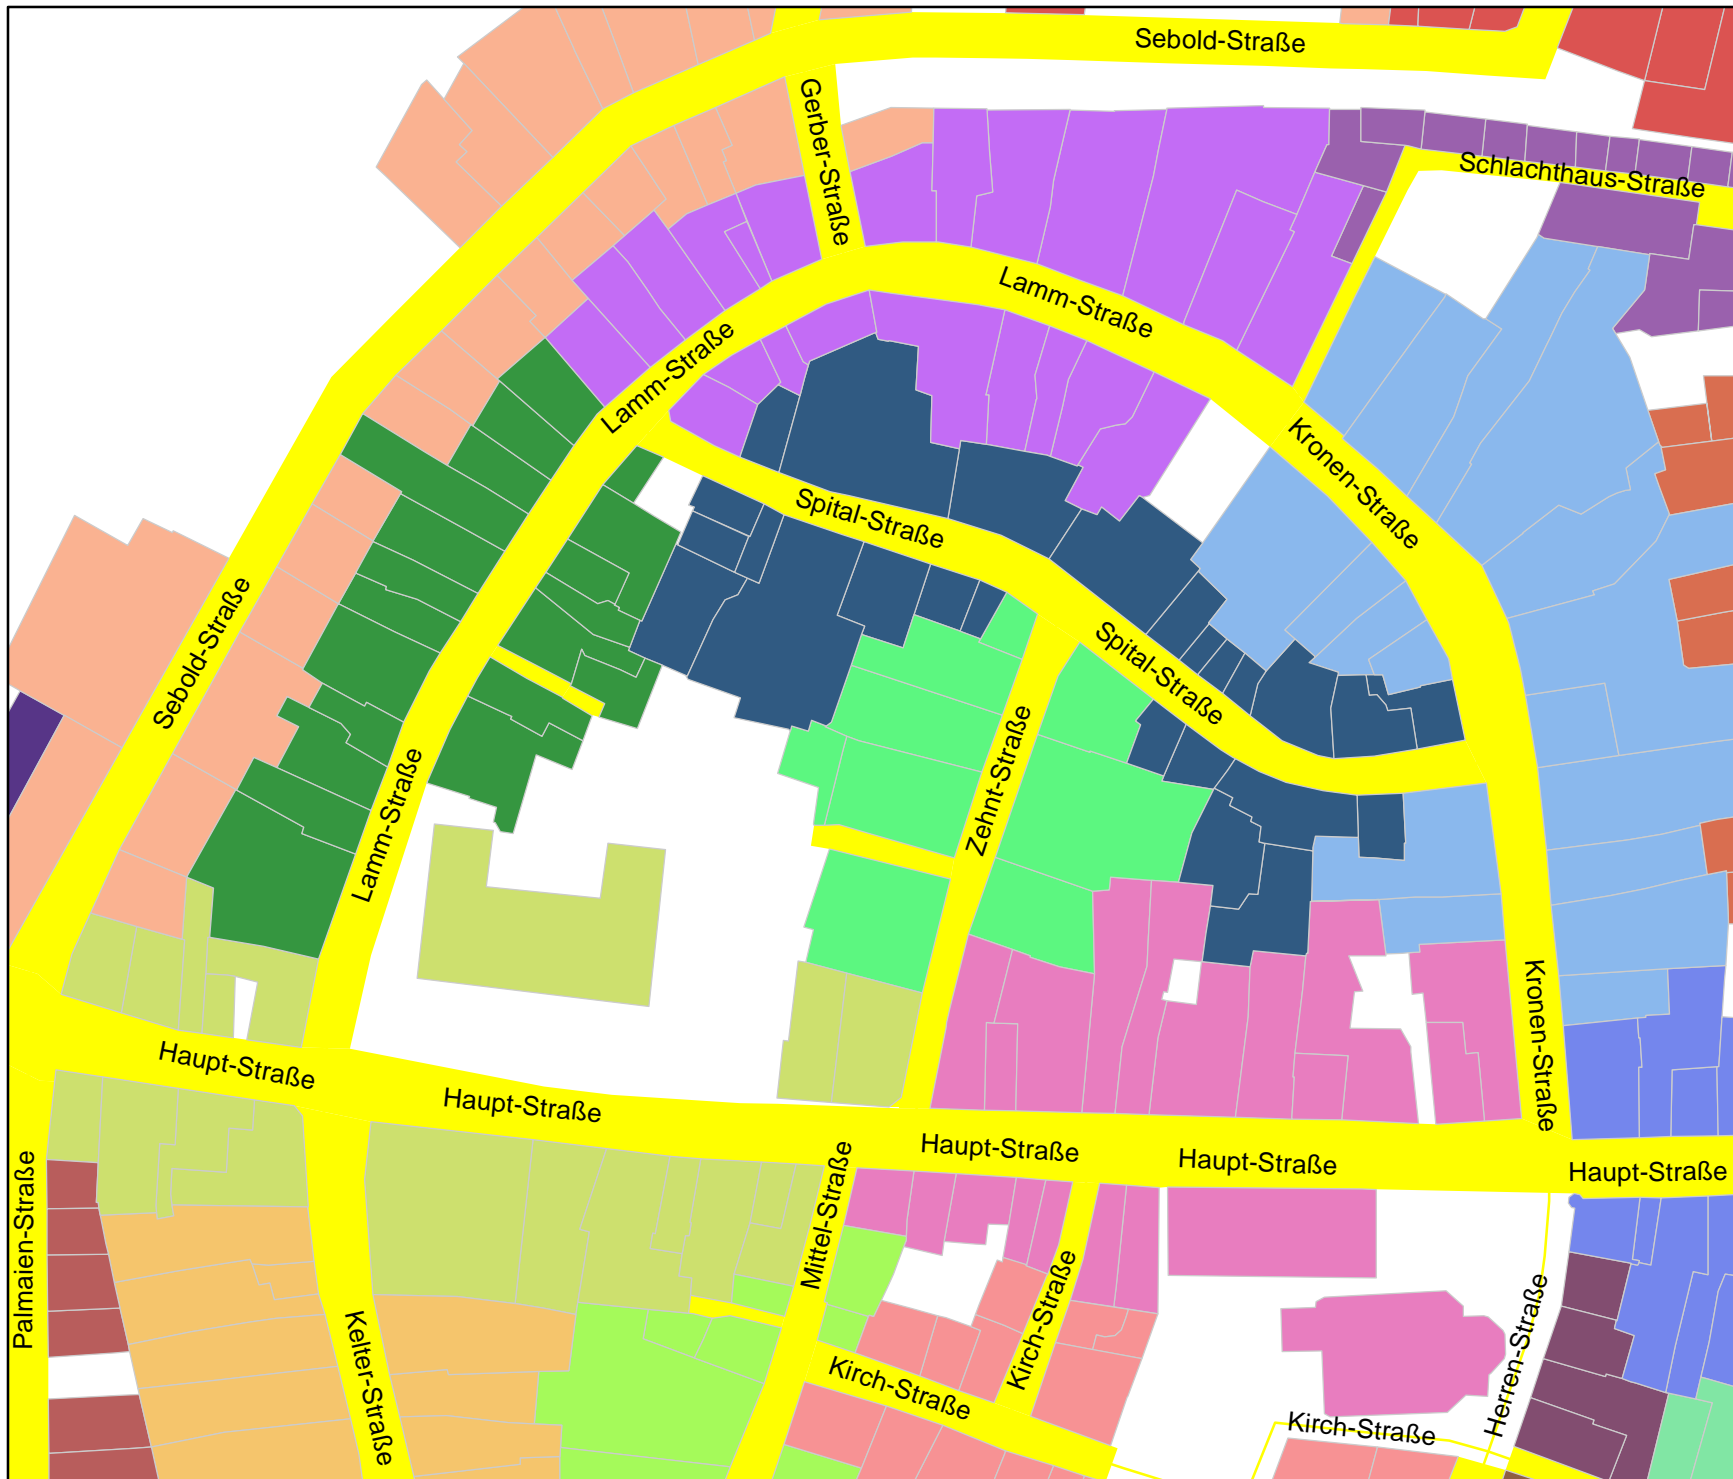 Sebold-Straße
Gerber-Straße
Schlachthaus-Straße
Lamm-Straße
Lamm-Straße
Kronen-Straße
Spital-Straße
Sebold-Straße
Spital-Straße
Zehnt-Straße
Lamm-Straße
Kronen-Straße
Haupt-Straße
Haupt-Straße
Haupt-Straße
Haupt-Straße
Haupt-Straße
Palmaien-Straße
Mittel-Straße
Kirch-Straße
Herren-Straße
Kelter-Straße
Kirch-Straße
Kirch-Straße